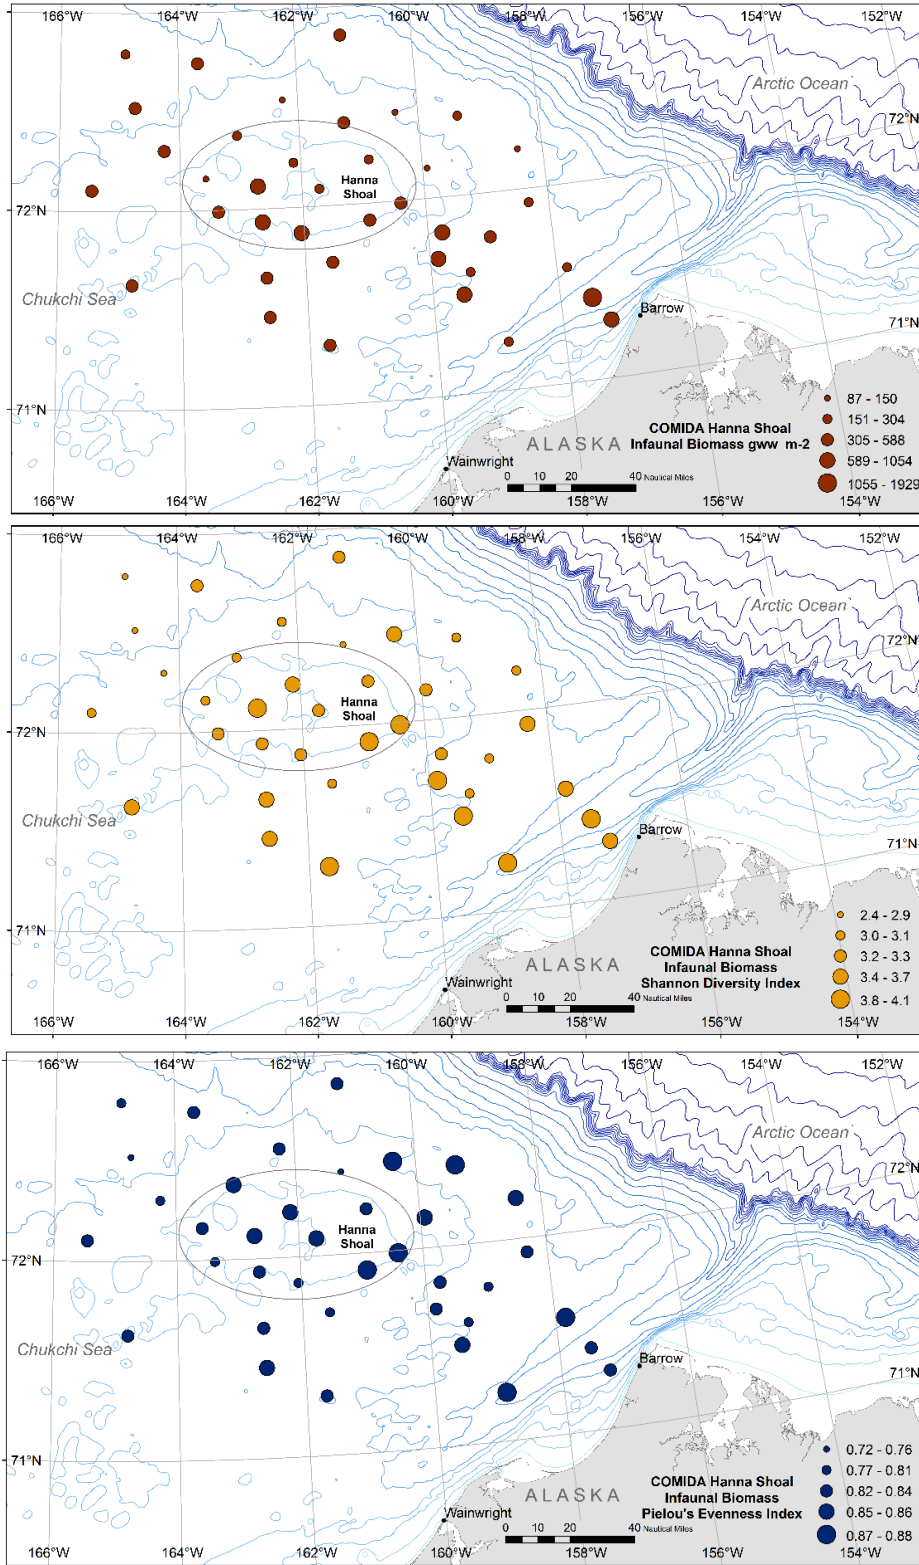 166°W
164°W
162°W
160°W
158°W
156°W
154°W
152°W
Arctic Ocean
72°N
Hanna
Shoal
72°N
Chukchi Sea
Barrow
71°N
71°N
COMIDA Hanna Shoal
Infaunal Biomass gww m-2
87 - 150
151 - 304
305 - 588
589 - 1054
1055 - 1929
ALASKA
Wainwright
0 10 20 40 Nautical Miles
166°W
164°W
162°W
160°W
158°W
156°W
154°W
166°W
164°W
162°W
160°W
158°W
156°W
154°W
152°W
Arctic Ocean
72°N
Hanna
Shoal
72°N
Chukchi Sea
Barrow
71°N
71°N
COMIDA Hanna Shoal
Infaunal Biomass
Shannon Diversity Index
2.4 - 2.9
3.0 - 3.1
3.2 - 3.3
3.4 - 3.7
3.8 - 4.1
ALASKA
Wainwright
0 10 20 40 Nautical Miles
166°W
164°W
162°W
160°W
158°W
156°W
154°W
166°W
164°W
162°W
160°W
158°W
156°W
154°W
152°W
Arctic Ocean
72°N
Hanna
Shoal
72°N
Chukchi Sea
Barrow
71°N
71°N
COMIDA Hanna Shoal
Infaunal Biomass
Pielou's Evenness Index
0.72 - 0.76
0.77 - 0.81
0.82 - 0.84
0.85 - 0.86
0.87 - 0.88
ALASKA
Wainwright
0 10 20 40 Nautical Miles
166°W
164°W
162°W
160°W
158°W
156°W
154°W